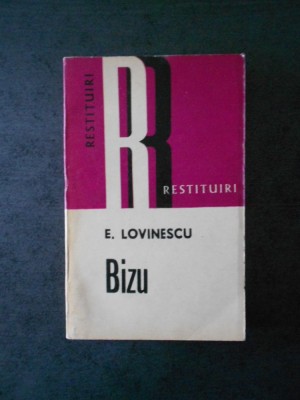 RESTITUIRI
R
RESTITUIRI
E. LOVINESCU
Bizu